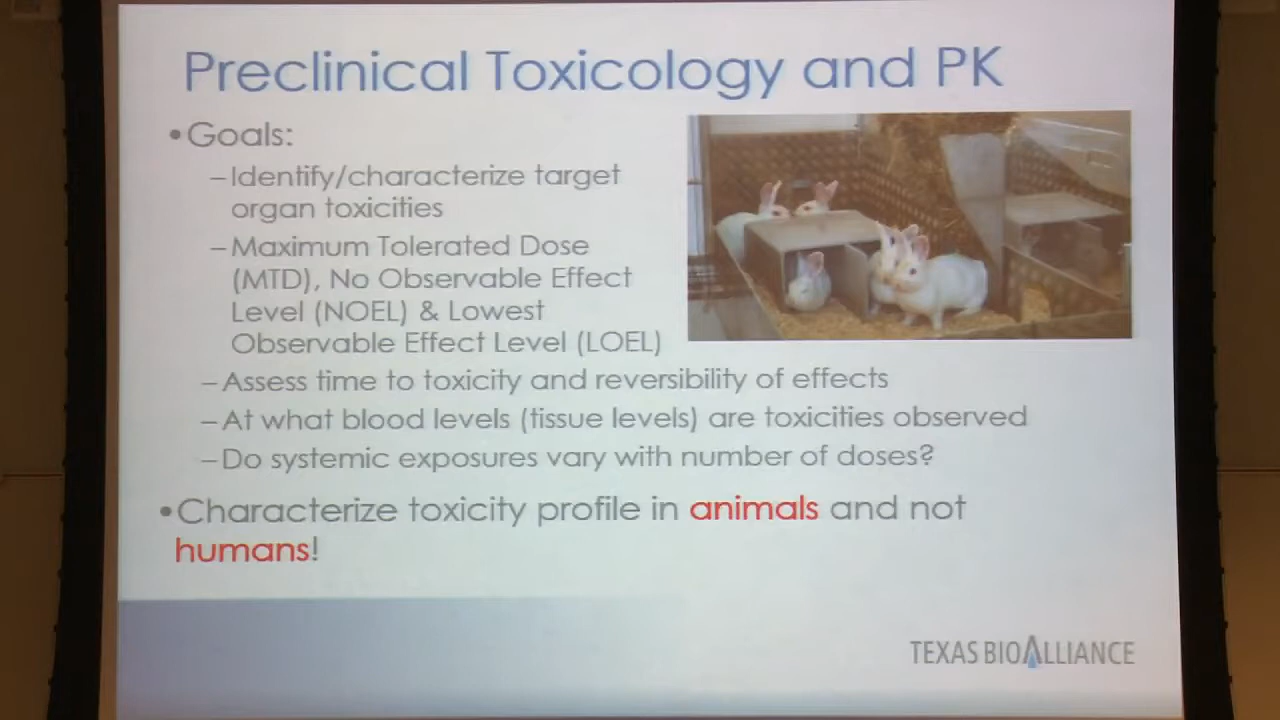 Preclinical Toxicology and PK
•Goals:
–Identify/characterize target
organ toxicities
–Maximum Tolerated Dose
(MTD), No Observable Effect
Level (NOEL) & Lowest
Observable Effect Level (LOEL)
–Assess time to toxicity and reversibility of effects
–At what blood levels (tissue levels) are toxicities observed
–Do systemic exposures vary with number of doses?
•Characterize toxicity profile in animals and not
humans!
TEXAS BIOALLIANCE